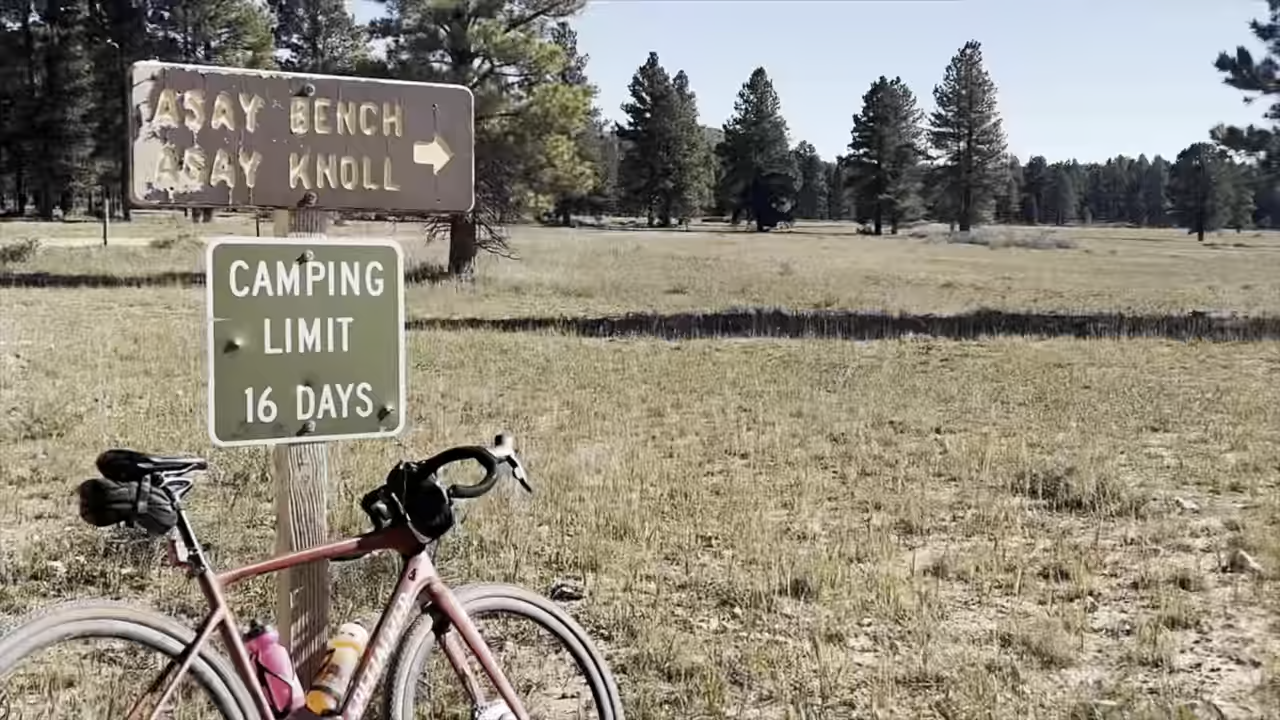 ASAY BENCH
ASAY KNOLL
CAMPING
LIMIT
16 DAYS